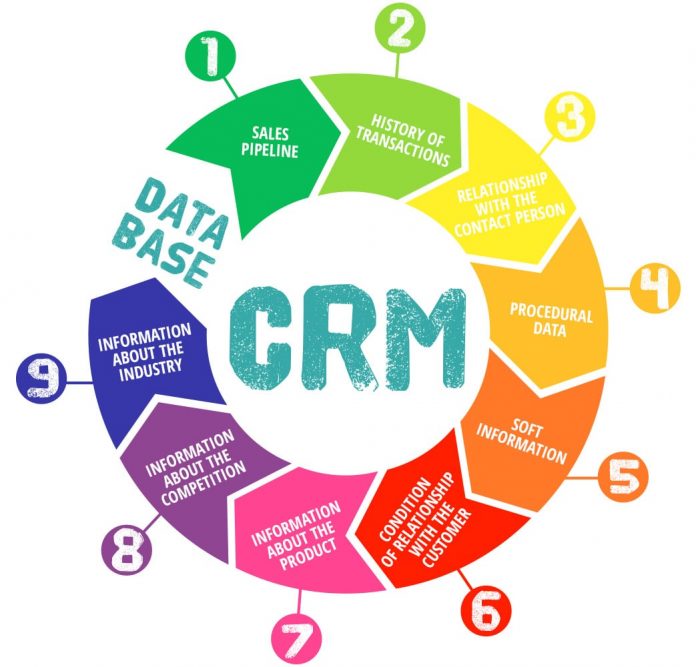 1
SALES
PIPELINE
2
HISTORY OF
TRANSACTIONS
3
RELATIONSHIP
WITH THE
CONTACT PERSON
4
PROCEDURAL
DATA
5
SOFT
INFORMATION
6
CONDITION
OF RELATIONSHIP
WITH THE
CUSTOMER
7
INFORMATION
ABOUT THE
PRODUCT
8
INFORMATION
ABOUT THE
COMPETITION
9
INFORMATION
ABOUT THE
INDUSTRY
DATA
BASE
CRM